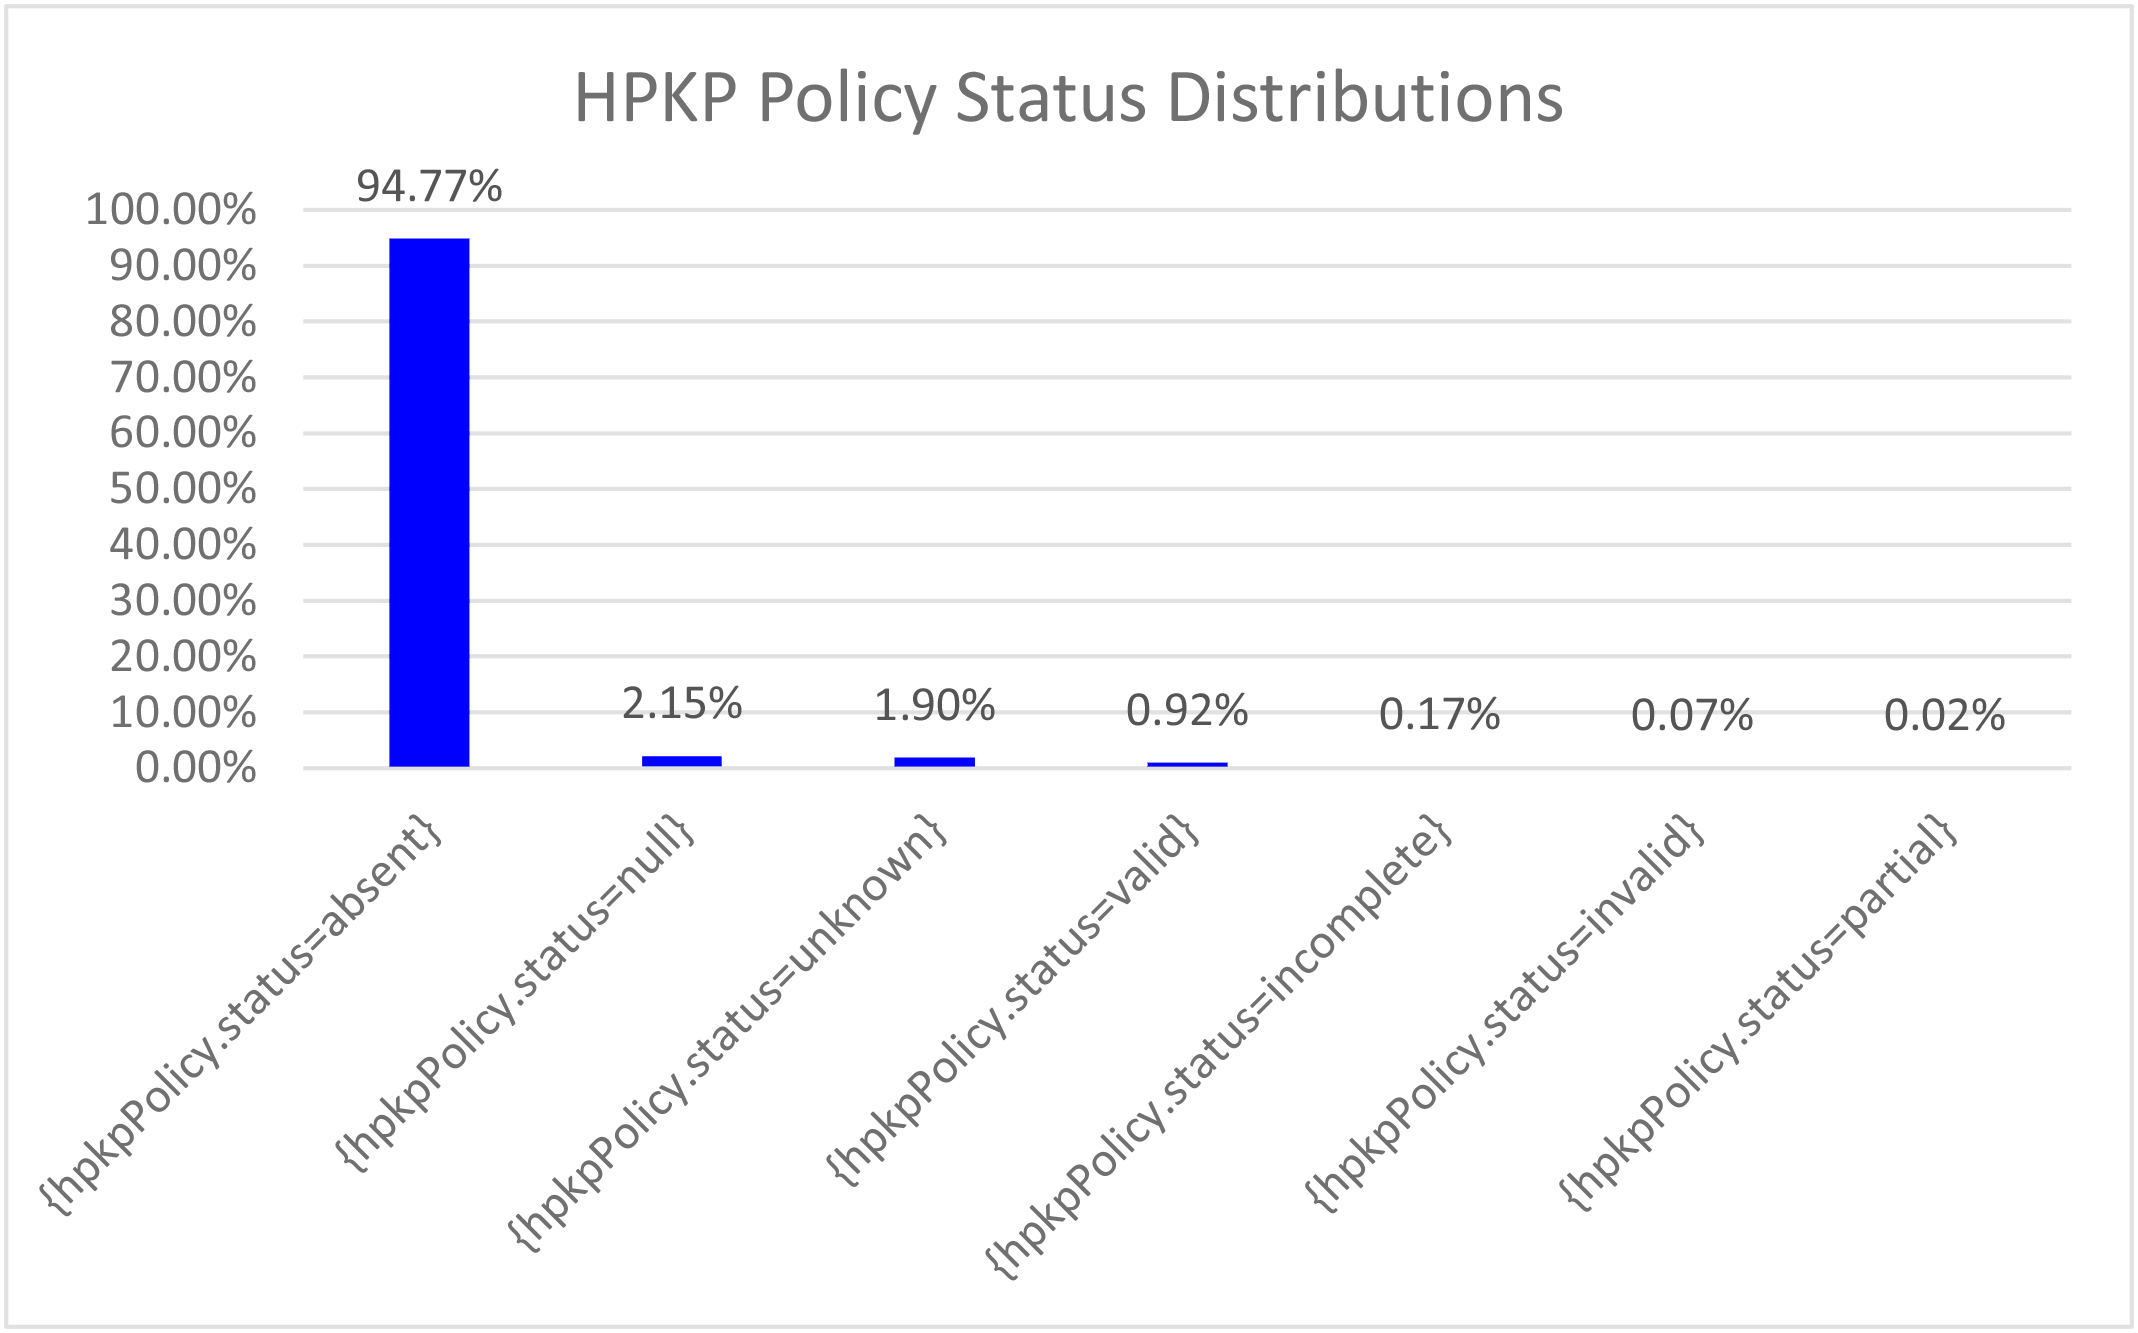 HPKP Policy Status Distributions
94.77%
100.00%
90.00%
80.00%
70.00%
60.00%
50.00%
40.00%
30.00%
20.00%
10.00%
0.00%
2.15%
1.90%
0.92%
0.17%
0.07%
0.02%
{hpkpPolicy.status=absent}
{hpkpPolicy.status=null}
{hpkpPolicy.status=unknown}
{hpkpPolicy.status=valid}
{hpkpPolicy.status=incomplete}
{hpkpPolicy.status=invalid}
{hpkpPolicy.status=partial}